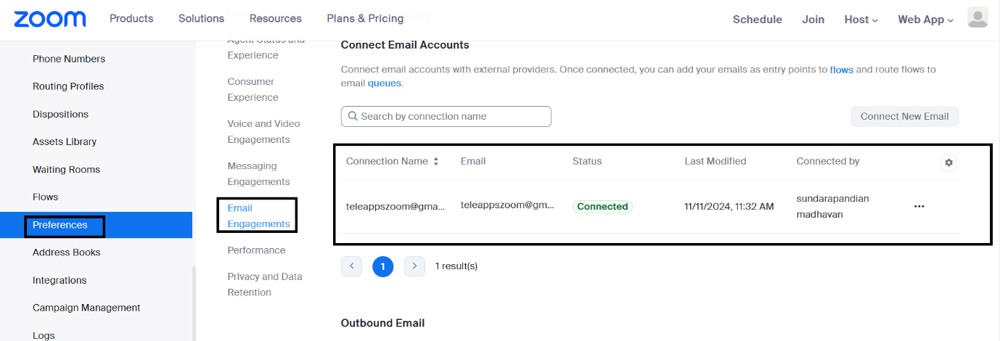 zoom
Products
Solutions
Resources
Plans & Pricing
Schedule
Join
Host
Web App
Phone Numbers
Routing Profiles
Dispositions
Assets Library
Waiting Rooms
Flows
Preferences
Address Books
Integrations
Campaign Management
Logs
Agent Status and
Experience
Consumer
Experience
Voice and Video
Engagements
Messaging
Engagements
Email
Engagements
Performance
Privacy and Data
Retention
Connect Email Accounts
Connect email accounts with external providers. Once connected, you can add your emails as entry points to flows and route flows to
email queues.
Search by connection name
Connect New Email
Connection Name
Email
Status
Last Modified
Connected by
teleappszoom@gma...
teleappszoom@gm...
Connected
11/11/2024, 11:32 AM
sundarapandian
madhavan
1
1 result(s)
Outbound Email